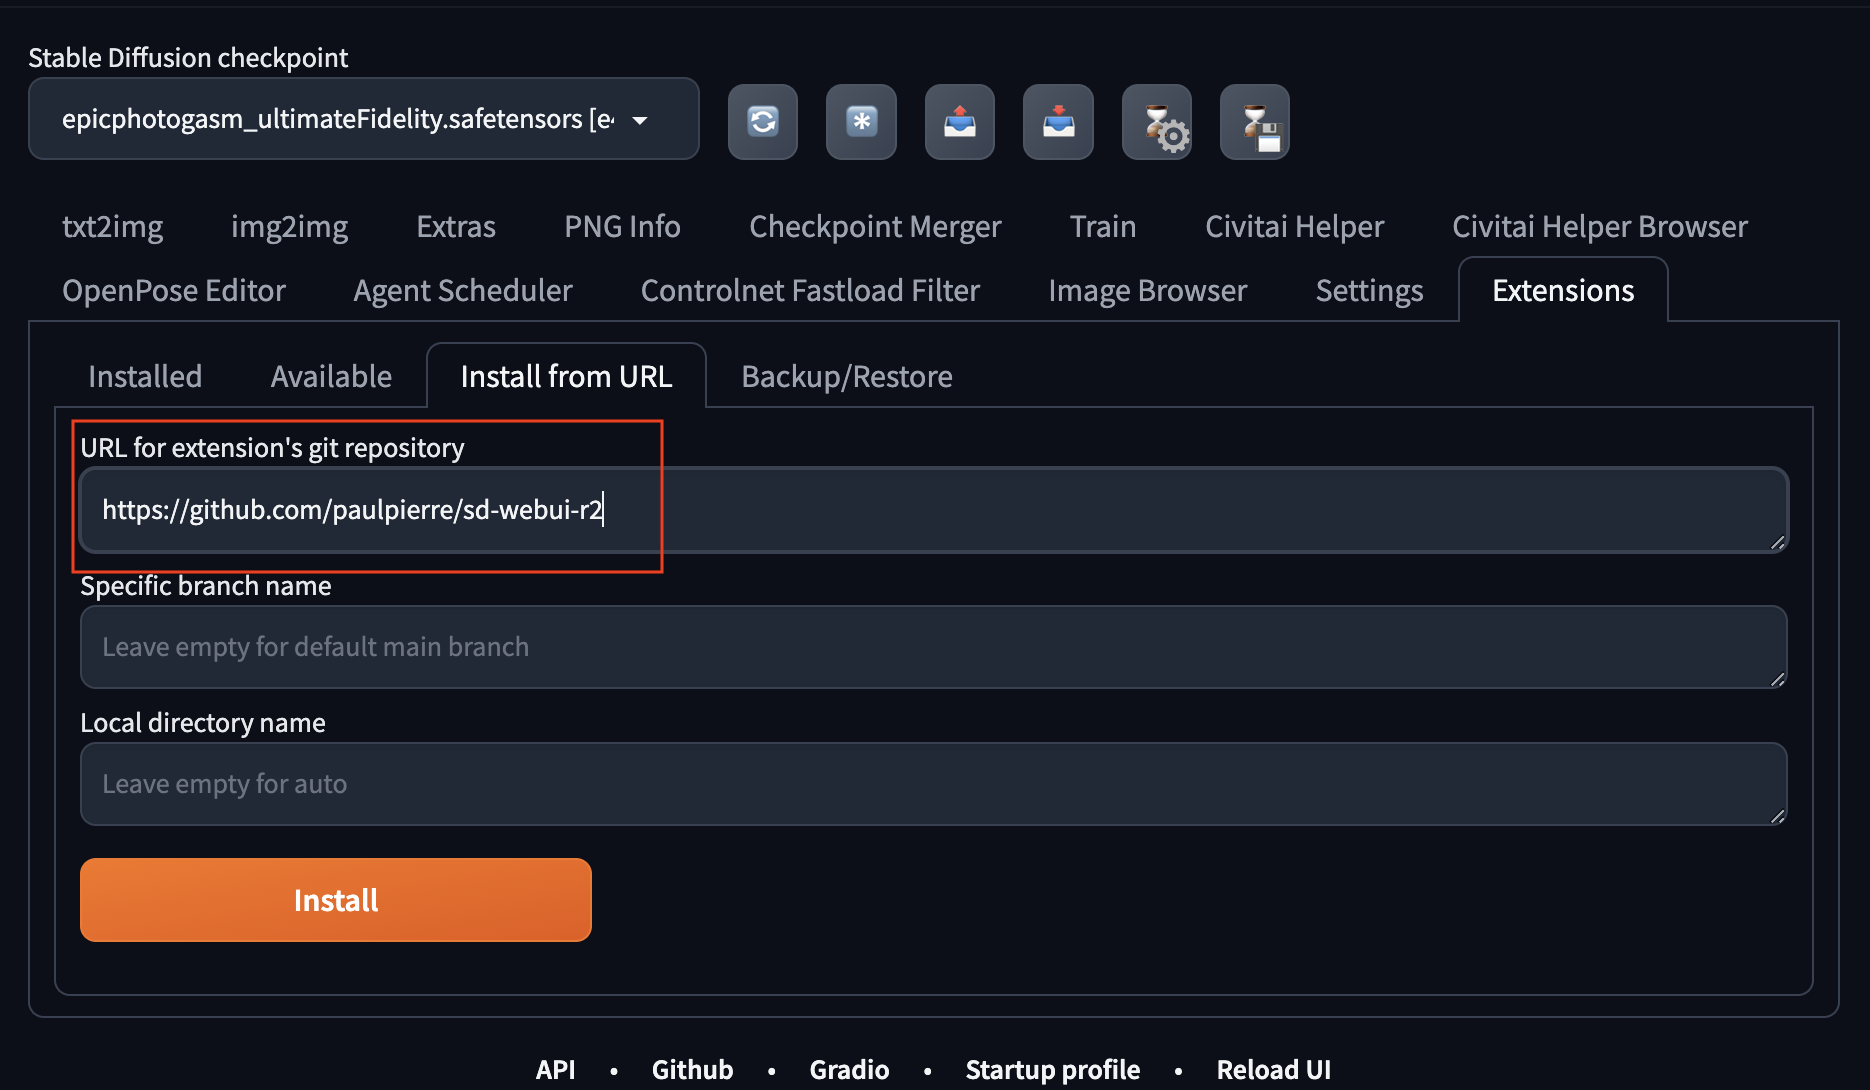 Stable Diffusion checkpoint
epicphotogasm_ultimateFidelity.safetensors [e
txt2img img2img Extras PNG Info Checkpoint Merger Train Civitai Helper Civitai Helper Browser
OpenPose Editor Agent Scheduler Controlnet Fastload Filter Image Browser Settings Extensions
Installed Available Install from URL Backup/Restore
URL for extension's git repository
https://github.com/paulpierre/sd-webui-r2
Specific branch name
Leave empty for default main branch
Local directory name
Leave empty for auto
Install
API • Github • Gradio • Startup profile • Reload UI